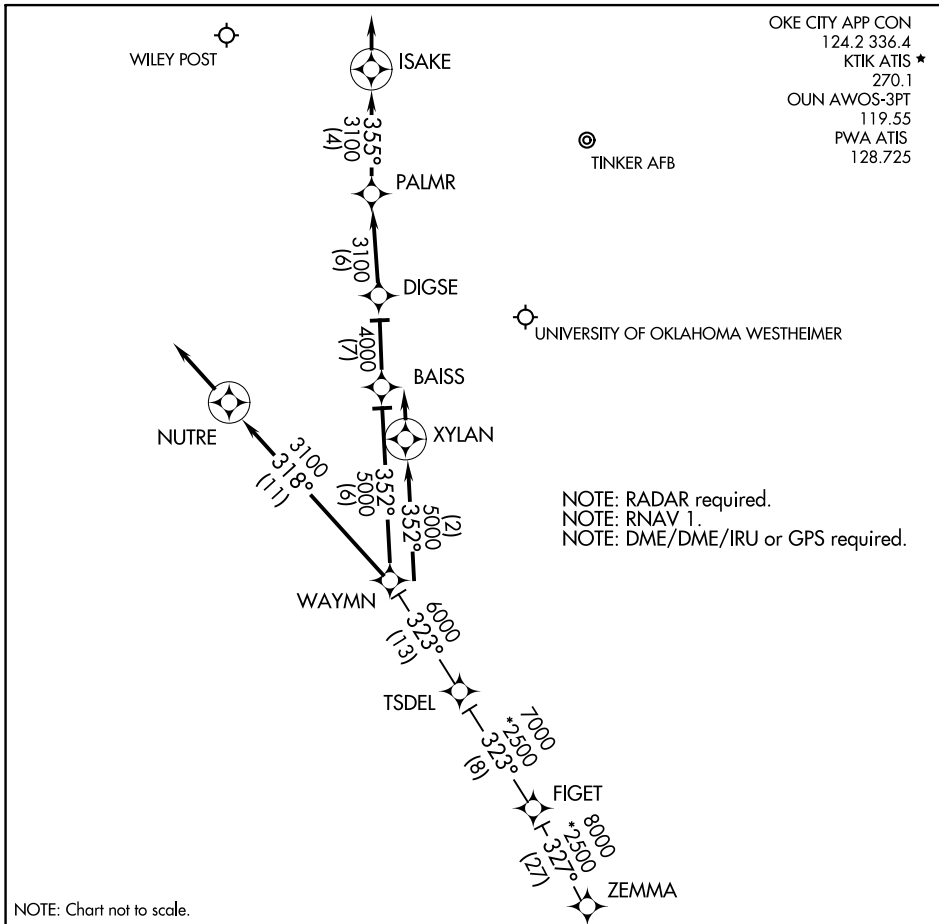 OKE CITY APP CON
124.2 336.4
KTIK ATIS
270.1
OUN AWOS-3PT
119.55
PWA ATIS
128.725
WILEY POST
ISAKE
355°
3100
(4)
TINKER AFB
PALMR
3100
(6)
DIGSE
UNIVERSITY OF OKLAHOMA WESTHEIMER
4000
(7)
BAISS
XYLAN
NUTRE
3100
318°
(11)
352°
5000
(6)
(2)
5000
352°
NOTE: RADAR required.
NOTE: RNAV 1.
NOTE: DME/DME/IRU or GPS required.
WAYMN
6000
323°
(13)
TSDEL
7000
*2500
323°
(8)
FIGET
8000
*2500
327°
(27)
ZEMMA
NOTE: Chart not to scale.